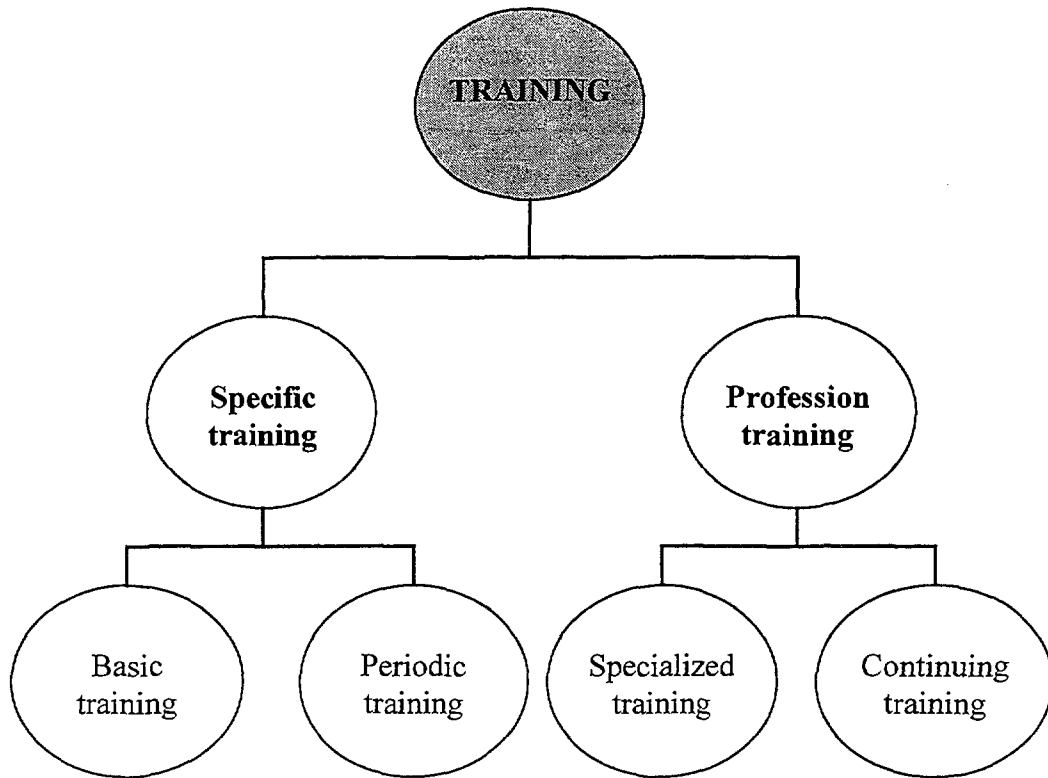 TRAINING
Specific
training
Profession
training
Basic
training
Periodic
training
Specialized
training
Continuing
training